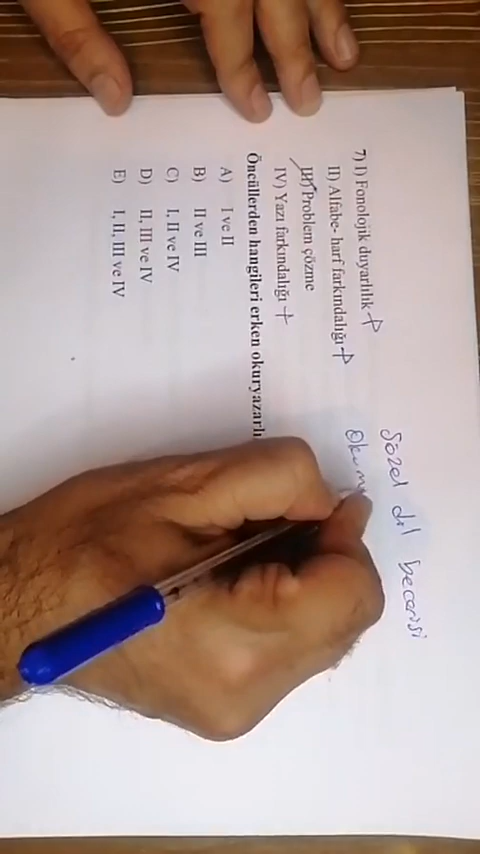 7) I) Fonolojik duyarlılık +
II) Alfabe- harf farkındalığı +
III) Problem çözme
IV) Yazı farkındalığı +
Öncüllerden hangileri erken okuryazarlı
A) I ve II
B) II ve III
C) I, II ve IV
D) II, III ve IV
E) I, II, III ve IV
Sözel dil becerisi